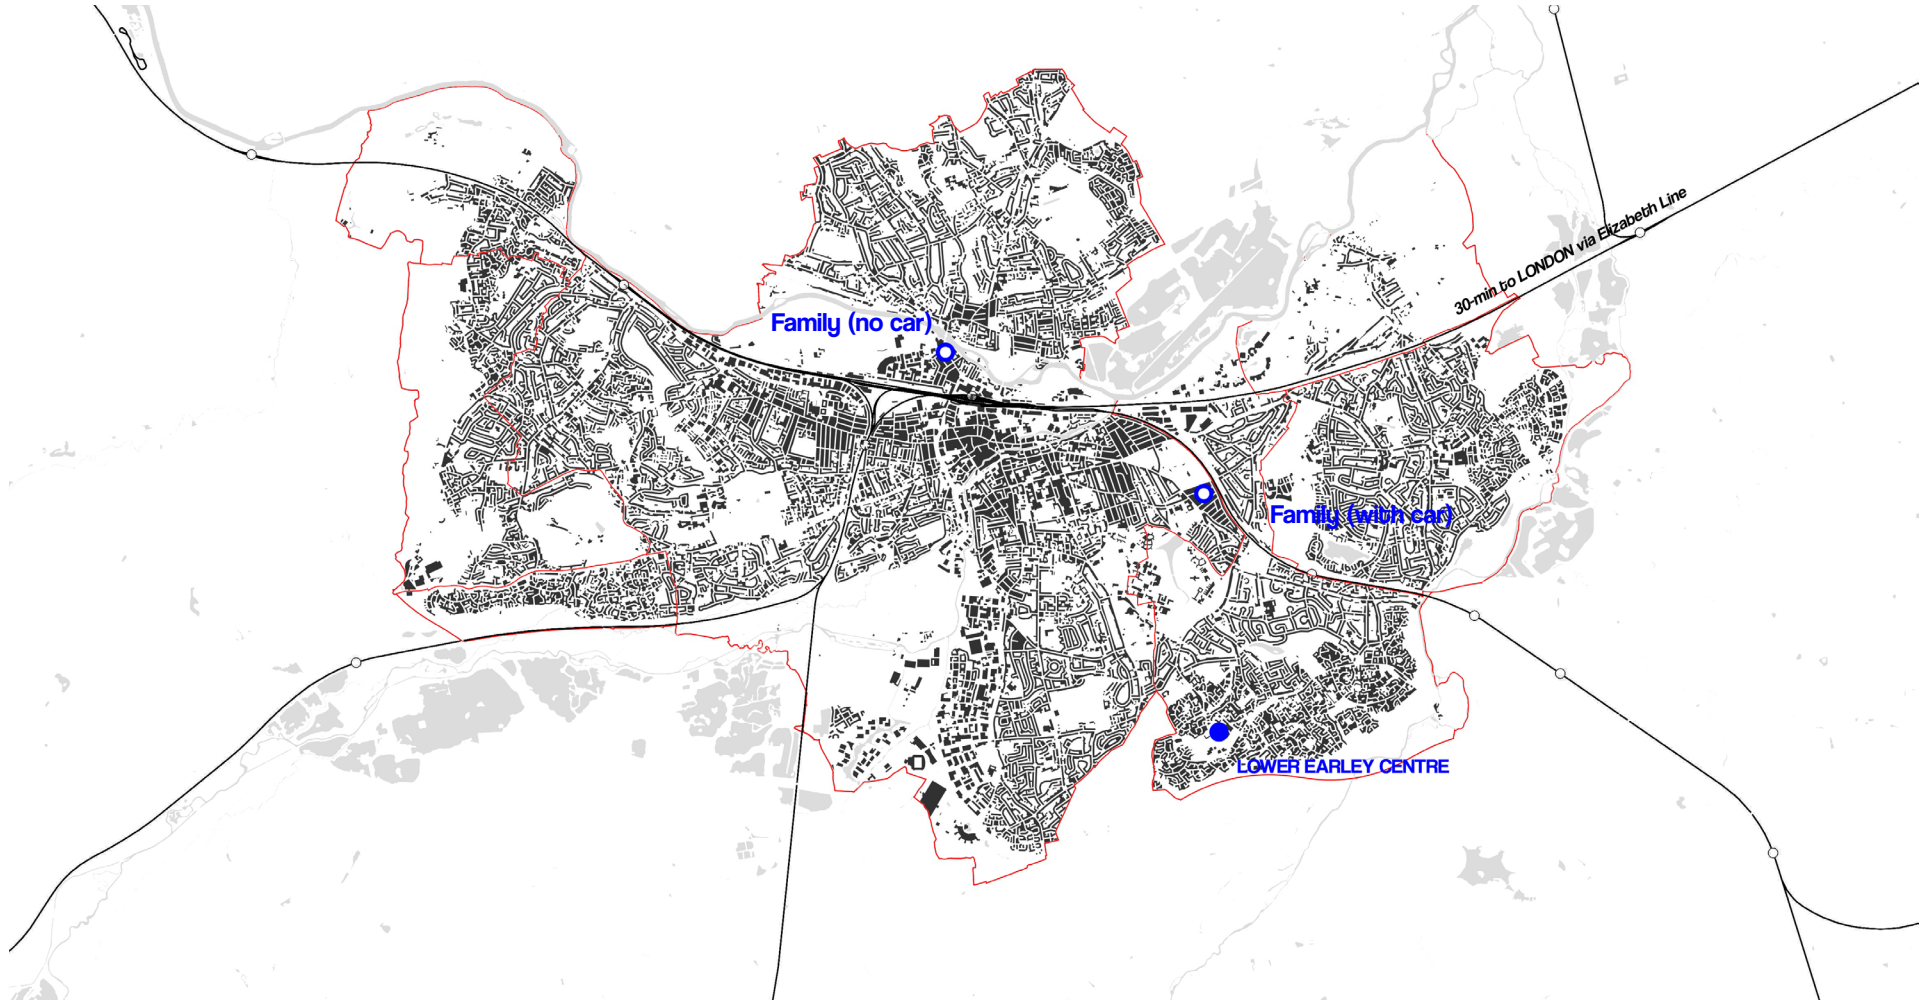 30-min to LONDON via Elizabeth Line
Family (no car)
Family (with car)
LOWER EARLEY CENTRE